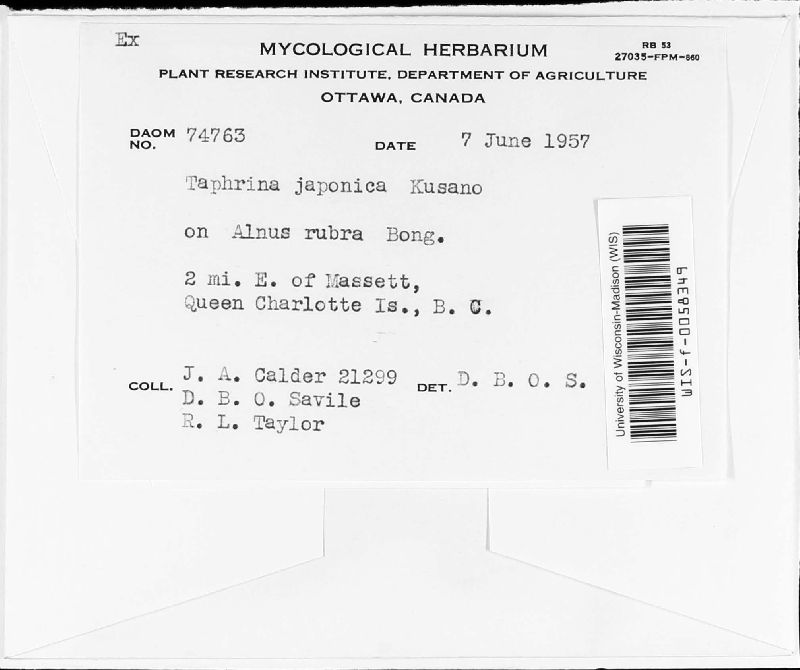 Ex
MYCOLOGICAL HERBARIUM
RB 53
27035-FPM-860
PLANT RESEARCH INSTITUTE, DEPARTMENT OF AGRICULTURE
OTTAWA, CANADA
DAOM NO. 74763
DATE 7 June 1957
Taphrina japonica Kusano
on Alnus rubra Bong.
2 mi. E. of Massett,
Queen Charlotte Is., B. C.
COLL. J. A. Calder 21299
D. B. O. Savile
R. L. Taylor
DET. D. B. O. S.
University of Wisconsin-Madison (WIS)
WIS-f-0058349